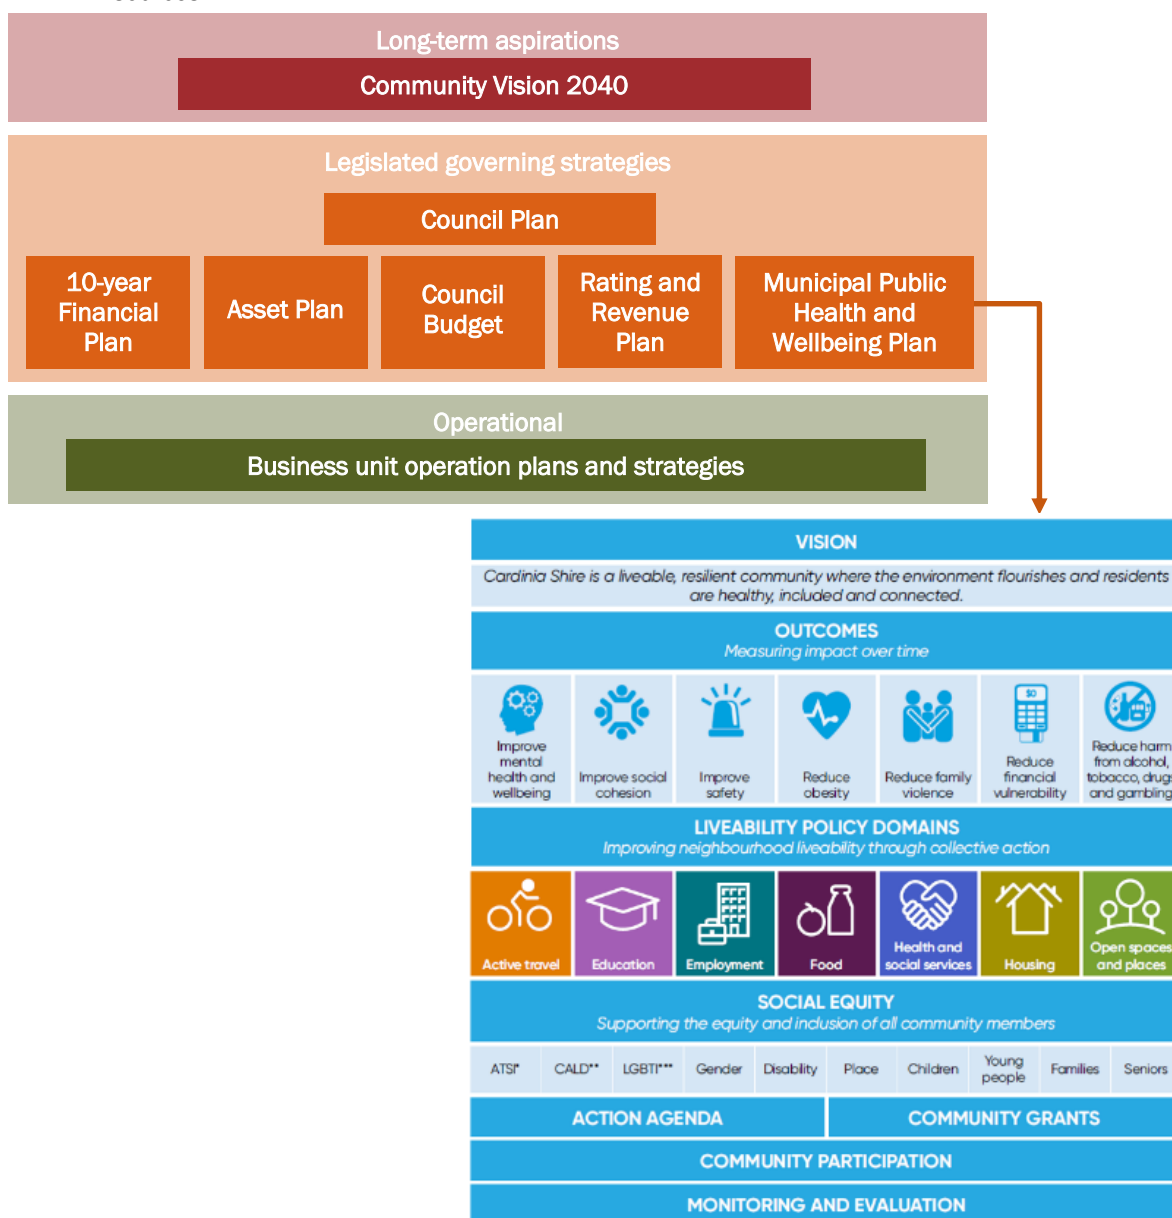 Long-term aspirations
Community Vision 2040
Legislated governing strategies
Council Plan
10-year
Financial
Plan
Asset Plan
Council
Budget
Rating and
Revenue
Plan
Municipal Public
Health and
Wellbeing Plan
Operational
Business unit operation plans and strategies
VISION
Cardinia Shire is a liveable, resilient community where the environment flourishes and residents
are healthy, included and connected.
OUTCOMES
Measuring impact over time
Improve
mental
health and
wellbeing
Improve social
cohesion
Improve
safety
Reduce
obesity
Reduce family
violence
$0
Reduce
financial
vulnerability
Reduce harm
from alcohol,
tobacco, drugs
and gambling
LIVEABILITY POLICY DOMAINS
Improving neighbourhood liveability through collective action
Active travel
Education
Employment
Food
Health and
social services
Housing
Open spaces
and places
SOCIAL EQUITY
Supporting the equity and inclusion of all community members
ATSI*
CALD**
LGBTI***
Gender
Disability
Place
Children
Young
people
Families
Seniors
ACTION AGENDA
COMMUNITY GRANTS
COMMUNITY PARTICIPATION
MONITORING AND EVALUATION